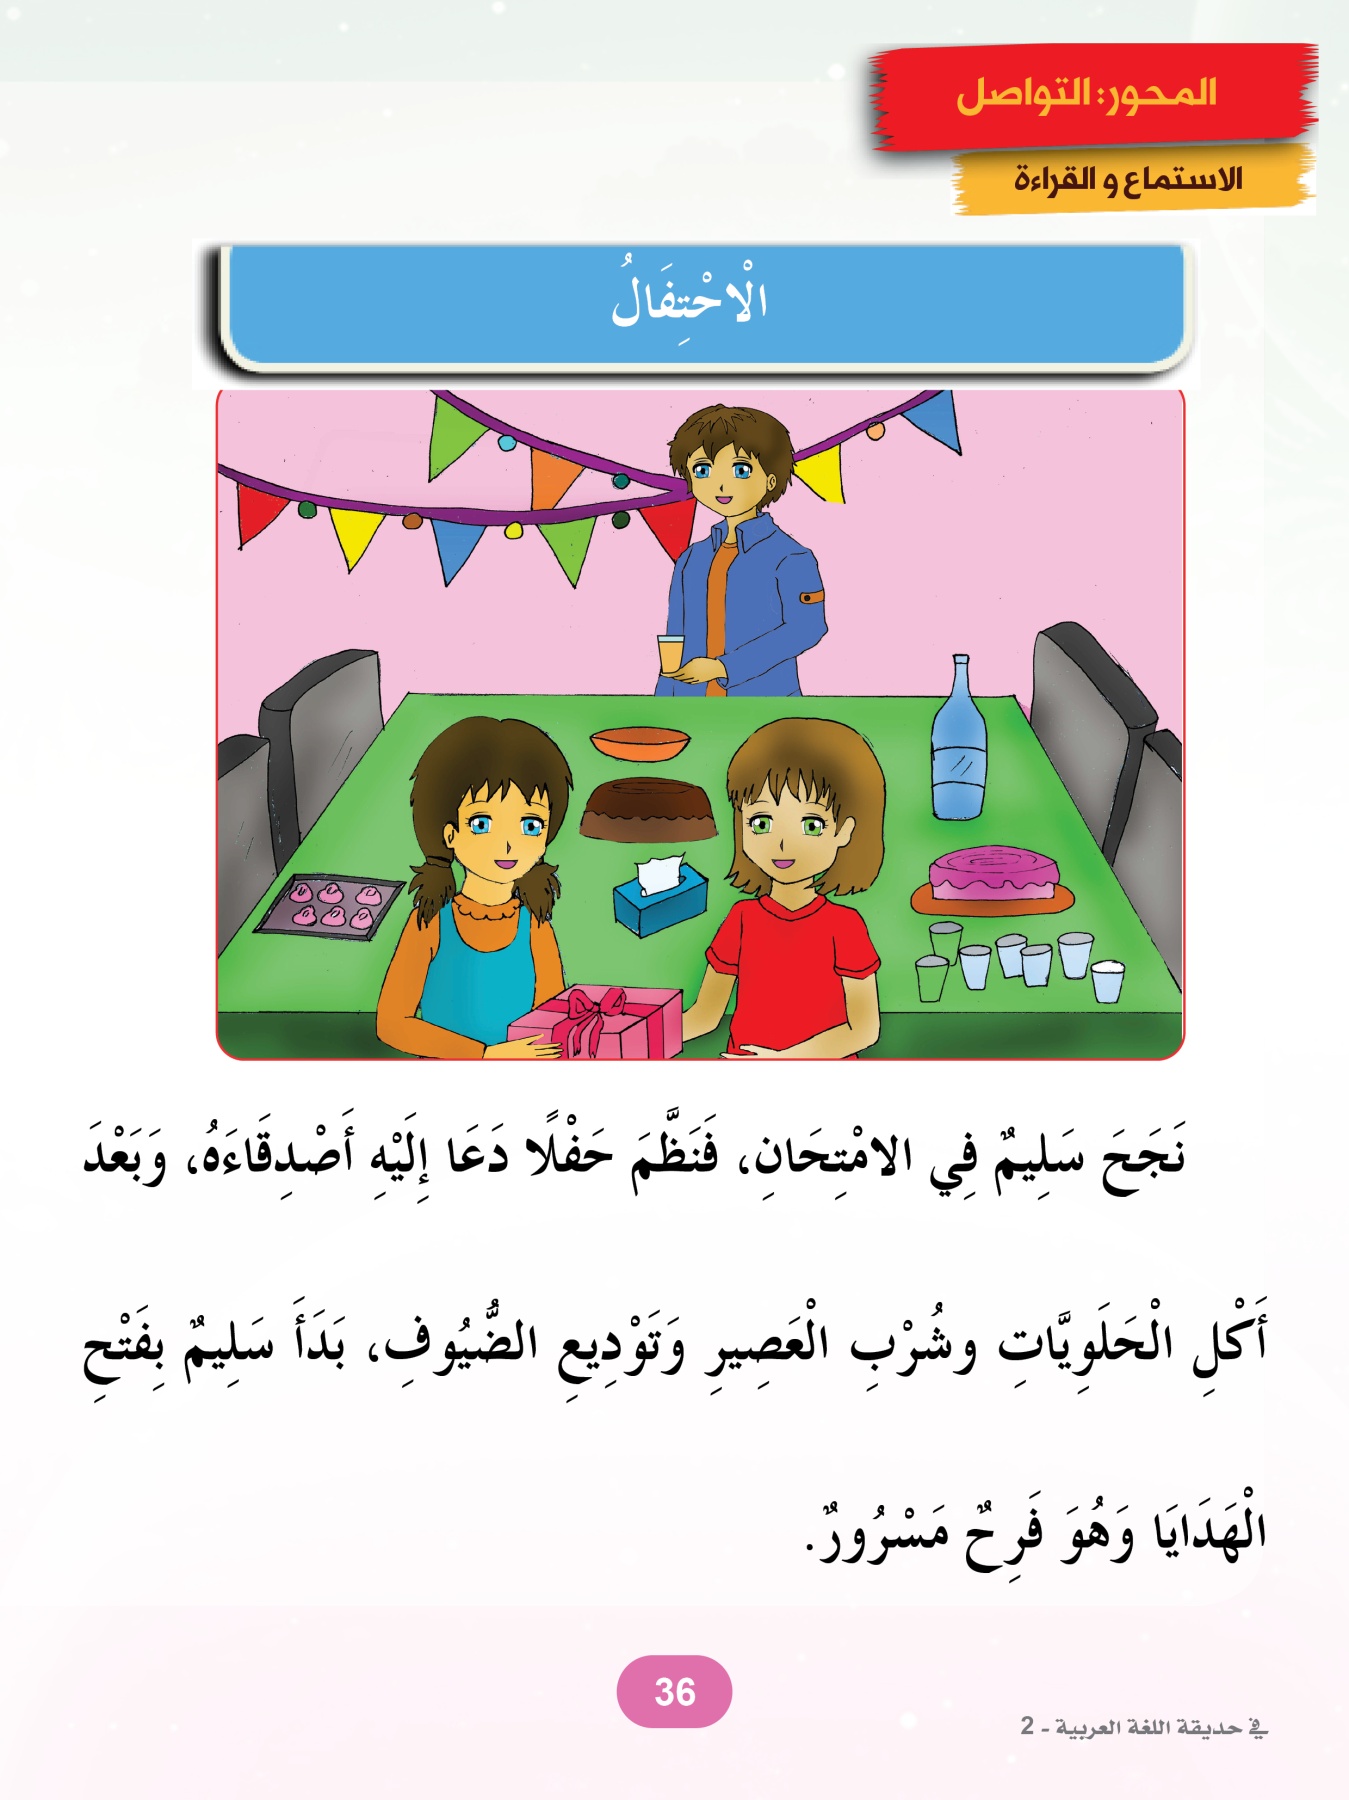 المحور: التواصل
الاستماع و القراءة
الْاحْتِفَالُ
نَجَحَ سَلِيمٌ فِي الامْتِحَانِ، فَنَظَّمَ حَفْلًا دَعَا إِلَيْهِ أَصْدِقَاءَهُ، وَبَعْدَ
أَكْلِ الْحَلَوِيَّاتِ وشُرْبِ الْعَصِيرِ وَتَوْدِيعِ الضُّيُوفِ، بَدَأَ سَلِيمٌ بِفَتْحِ
الْهَدَايَا وَهُوَ فَرِحٌ مَسْرُورٌ.
36
في حديقة اللغة العربية - 2